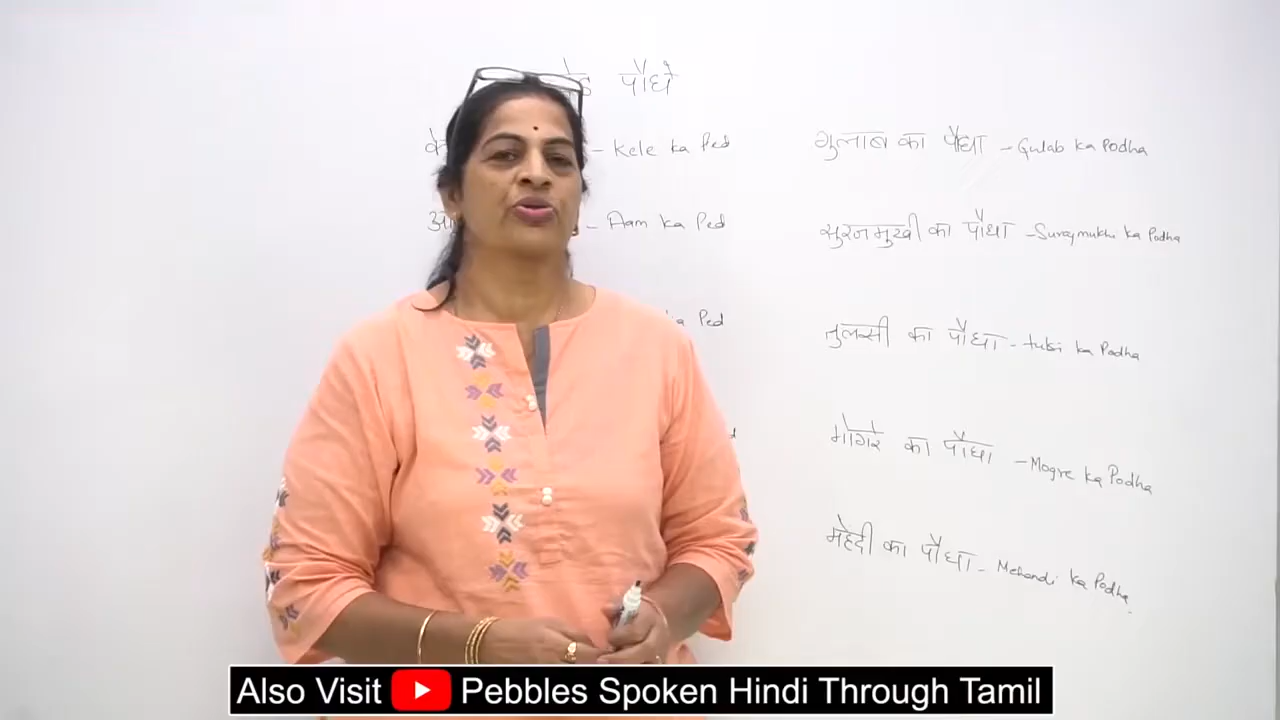 पौधे
- Kele ka Ped
- Aam ka Ped
Ped
गुलाब का पौधा - Gulab ka Podha
सुरजमुखी का पौधा - Surajmukhi ka Podha
तुलसी का पौधा - tulsi ka Podha
मोगरे का पौधा - Mogre ka Podha
मेहेदी का पौधा - Mehandi ka Podha.
Also Visit Pebbles Spoken Hindi Through Tamil